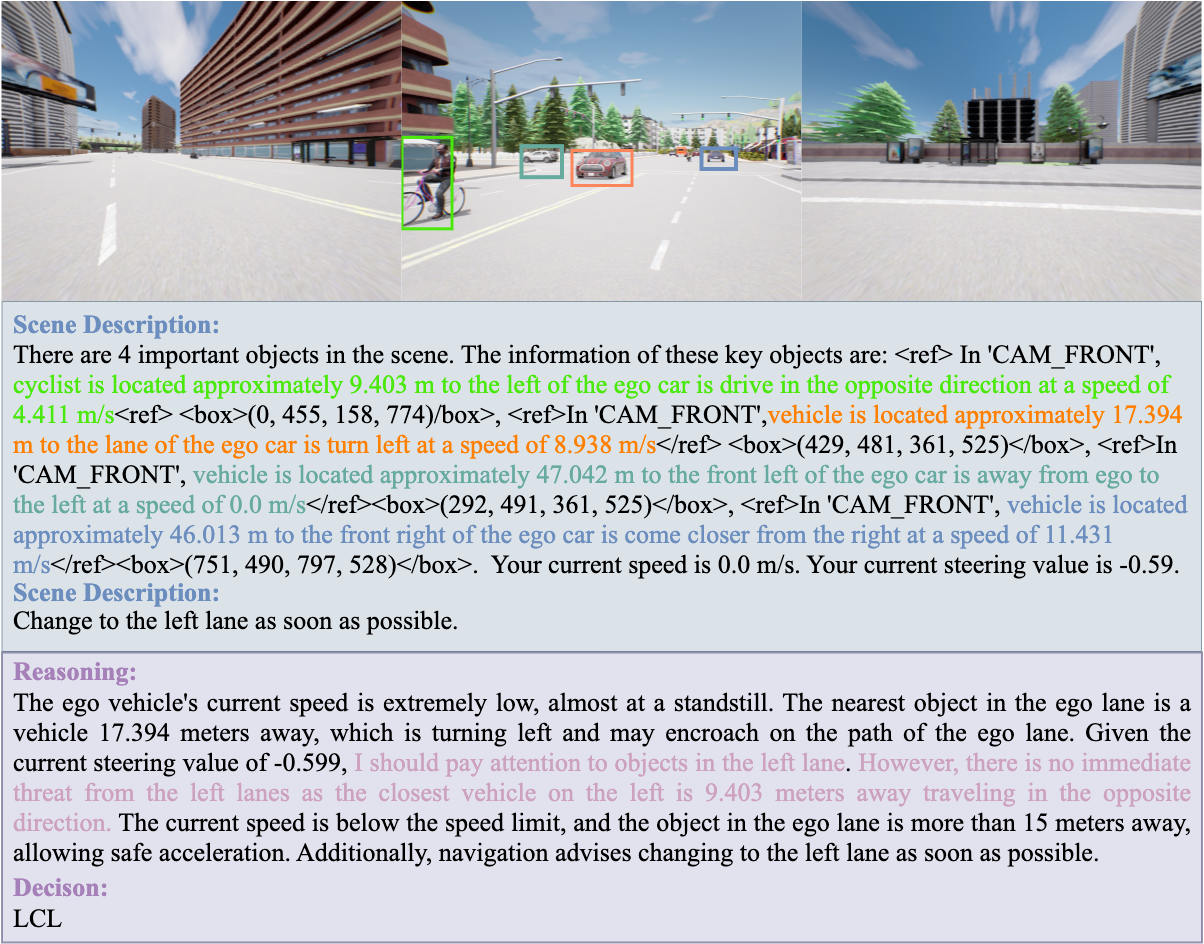 Scene Description:
There are 4 important objects in the scene. The information of these key objects are: <ref> In 'CAM_FRONT',
cyclist is located approximately 9.403 m to the left of the ego car is drive in the opposite direction at a speed of
4.411 m/s<ref> <box>(0, 455, 158, 774)/box>, <ref>In 'CAM_FRONT',vehicle is located approximately 17.394
m to the lane of the ego car is turn left at a speed of 8.938 m/s</ref> <box>(429, 481, 361, 525)</box>, <ref>In
'CAM_FRONT', vehicle is located approximately 47.042 m to the front left of the ego car is away from ego to
the left at a speed of 0.0 m/s</ref><box>(292, 491, 361, 525)</box>, <ref>In 'CAM_FRONT', vehicle is located
approximately 46.013 m to the front right of the ego car is come closer from the right at a speed of 11.431
m/s</ref><box>(751, 490, 797, 528)</box>.  Your current speed is 0.0 m/s. Your current steering value is -0.59.
Scene Description:
Change to the left lane as soon as possible.
Reasoning:
The ego vehicle's current speed is extremely low, almost at a standstill. The nearest object in the ego lane is a
vehicle 17.394 meters away, which is turning left and may encroach on the path of the ego lane. Given the
current steering value of -0.599, I should pay attention to objects in the left lane. However, there is no immediate
threat from the left lanes as the closest vehicle on the left is 9.403 meters away traveling in the opposite
direction. The current speed is below the speed limit, and the object in the ego lane is more than 15 meters away,
allowing safe acceleration. Additionally, navigation advises changing to the left lane as soon as possible.
Decison:
LCL